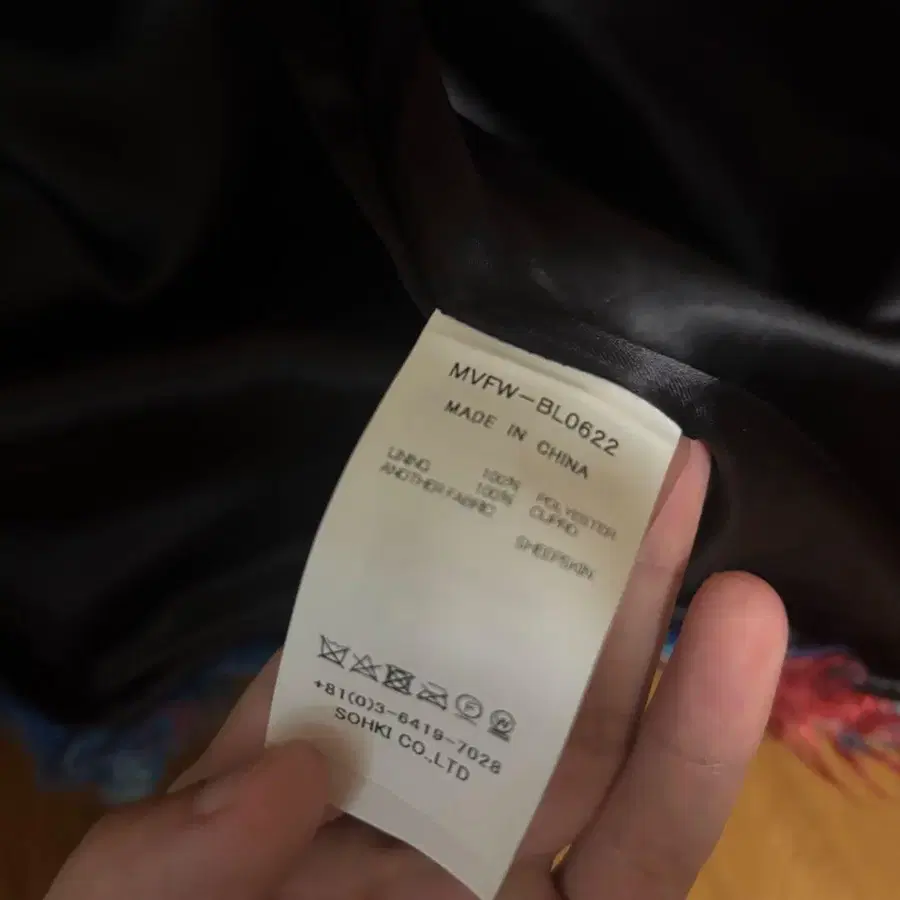 MVFW-BL0622
MADE IN CHINA
100% POLYESTER
LINING 100% CUPRO
ANOTHER FABRIC
SHEEPSKIN
+81(0)3-6419-7028
SOHKI CO.,LTD